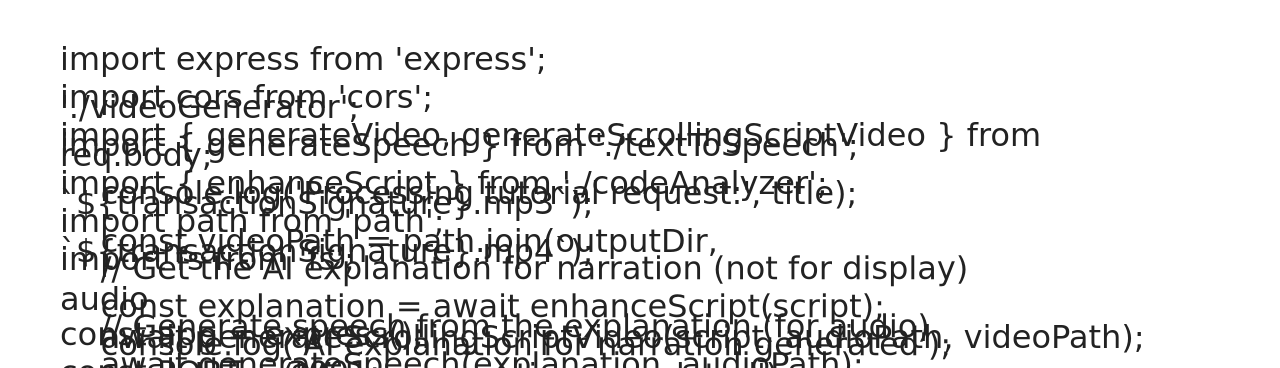 import express from 'express';
import cors from 'cors';
'./videoGenerator';
import { generateVideo, generateScrollingScriptVideo } from
import { generateSpeech } from './textToSpeech';
req.body;
import { enhanceScript } from './codeAnalyzer';
console.log('Processing tutorial request:', title);
`${transactionSignature}.mp3`);
import path from 'path';
const videoPath = path.join(outputDir,
`${transactionSignature}.mp4`);
import fs from 'fs';
// Get the AI explanation for narration (not for display)
audio
const explanation = await enhanceScript(script);
// Generate speech from the explanation (for audio)
await generateScrollingScriptVideo(script, audioPath, videoPath);
console.log('AI explanation for narration generated');
await generateSpeech(explanation, audioPath);